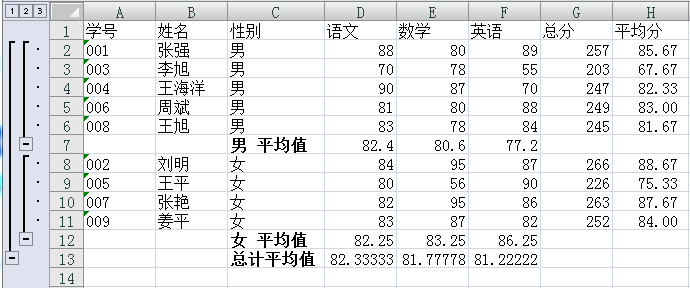 1 2 3 A B C D E F G H
1 学号 姓名 性别 语文 数学 英语 总分 平均分
2 001 张强 男 88 80 89 257 85.67
3 003 李旭 男 70 78 55 203 67.67
4 004 王海洋 男 90 87 70 247 82.33
5 006 周斌 男 81 80 88 249 83.00
6 008 王旭 男 83 78 84 245 81.67
7 男 平均值 82.4 80.6 77.2
8 002 刘明 女 84 95 87 266 88.67
9 005 王平 女 80 56 90 226 75.33
10 007 张艳 女 82 95 86 263 87.67
11 009 姜平 女 83 87 82 252 84.00
12 女 平均值 82.25 83.25 86.25
13 总计平均值 82.33333 81.77778 81.22222
14